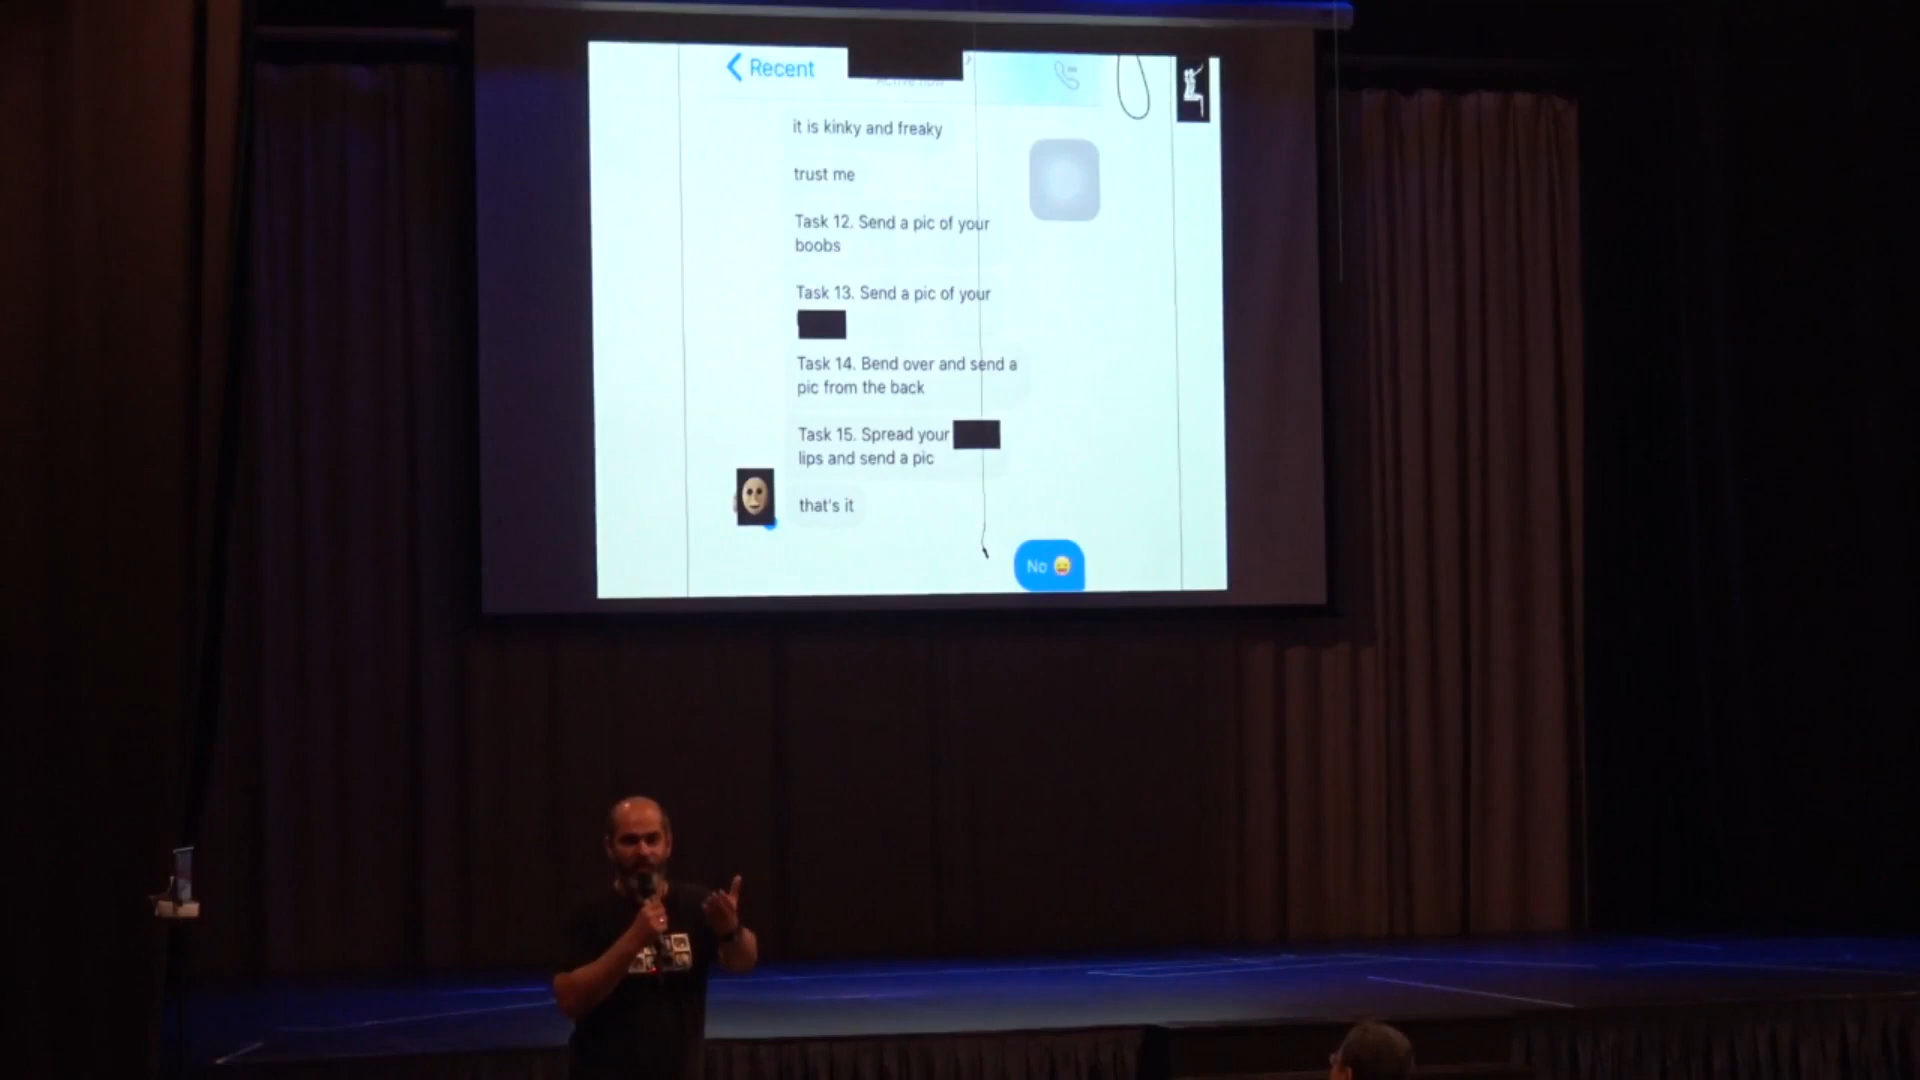 Recent
Active now
it is kinky and freaky
trust me
Task 12. Send a pic of your
boobs
Task 13. Send a pic of your
Task 14. Bend over and send a
pic from the back
Task 15. Spread your
lips and send a pic
that's it
No 😄